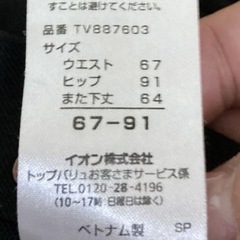 すことは避けてください。
品番 TV887603
サイズ
ウエスト 67
ヒップ 91
また下丈 64
67-91
イオン株式会社
トップバリュお客さまサービス係
TEL.0120-28-4196
(10~17時:日曜日は除く)
ベトナム製 SP